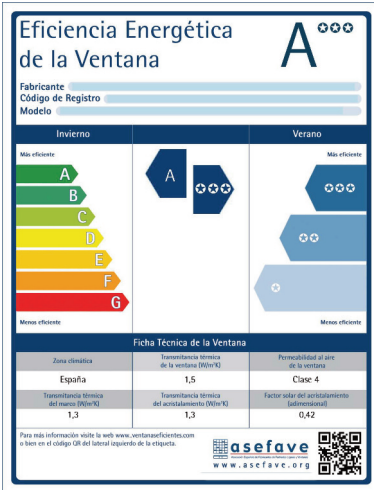 Eficiencia Energética
de la Ventana
A✪✪✪
Fabricante
Código de Registro
Modelo
Invierno
Verano
Más eficiente
Más eficiente
A
B
C
D
E
F
G
A
✪✪✪
✪✪✪
✪✪
✪
Menos eficiente
Menos eficiente
Ficha Técnica de la Ventana
Zona climática
Transmitancia térmica
de la ventana (W/m²K)
Permeabilidad al aire
de la ventana
España
1,5
Clase 4
Transmitancia térmica
del marco (W/m²K)
Transmitancia térmica
del acristalamiento (W/m²K)
Factor solar del acristalamiento
(adimensional)
1,3
1,3
0,42
Para más información visite la web www.ventanaseficientes.com
o bien en el código QR del lateral izquierdo de la etiqueta.
asefave
www.asefave.org